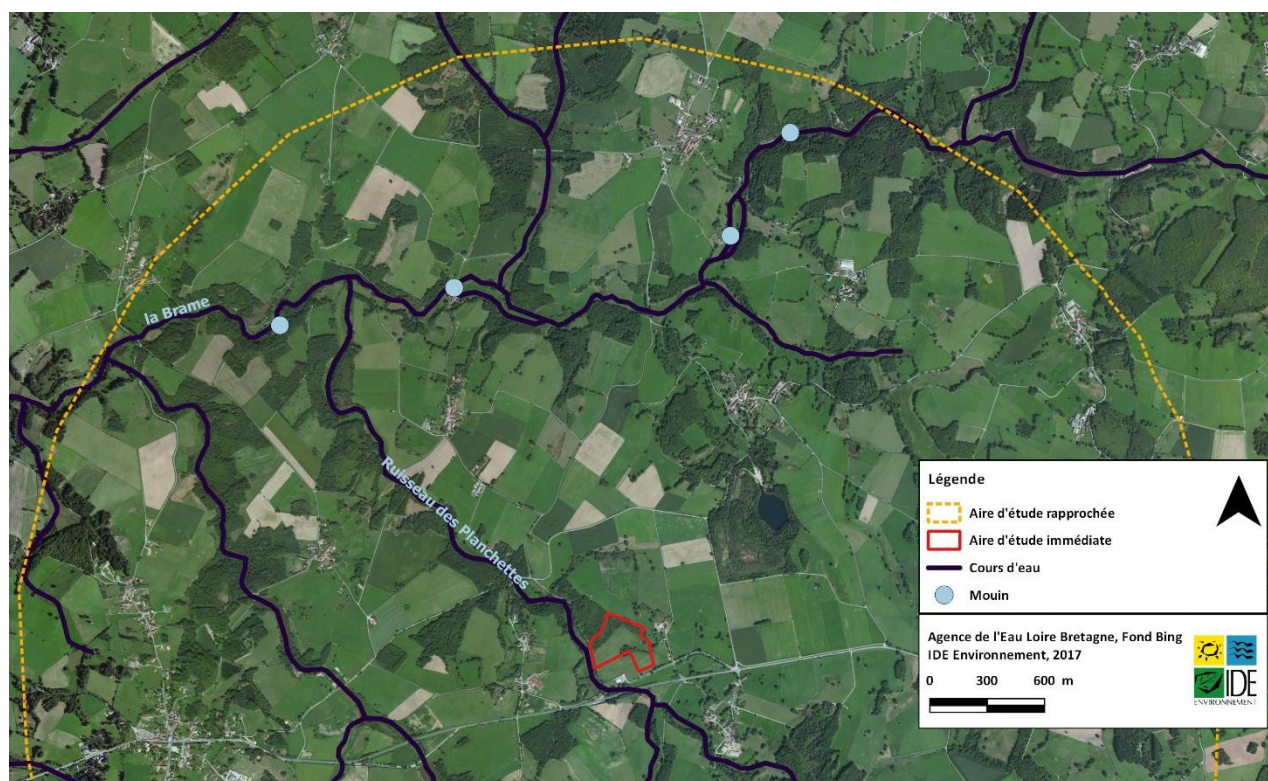 la Brame
Ruisseau des Planchettes
Légende
Aire d'étude rapprochée
Aire d'étude immédiate
Cours d'eau
Mouin
Agence de l'Eau Loire Bretagne, Fond Bing
IDE Environnement, 2017
0 300 600 m
IDE
ENVIRONNEMENT